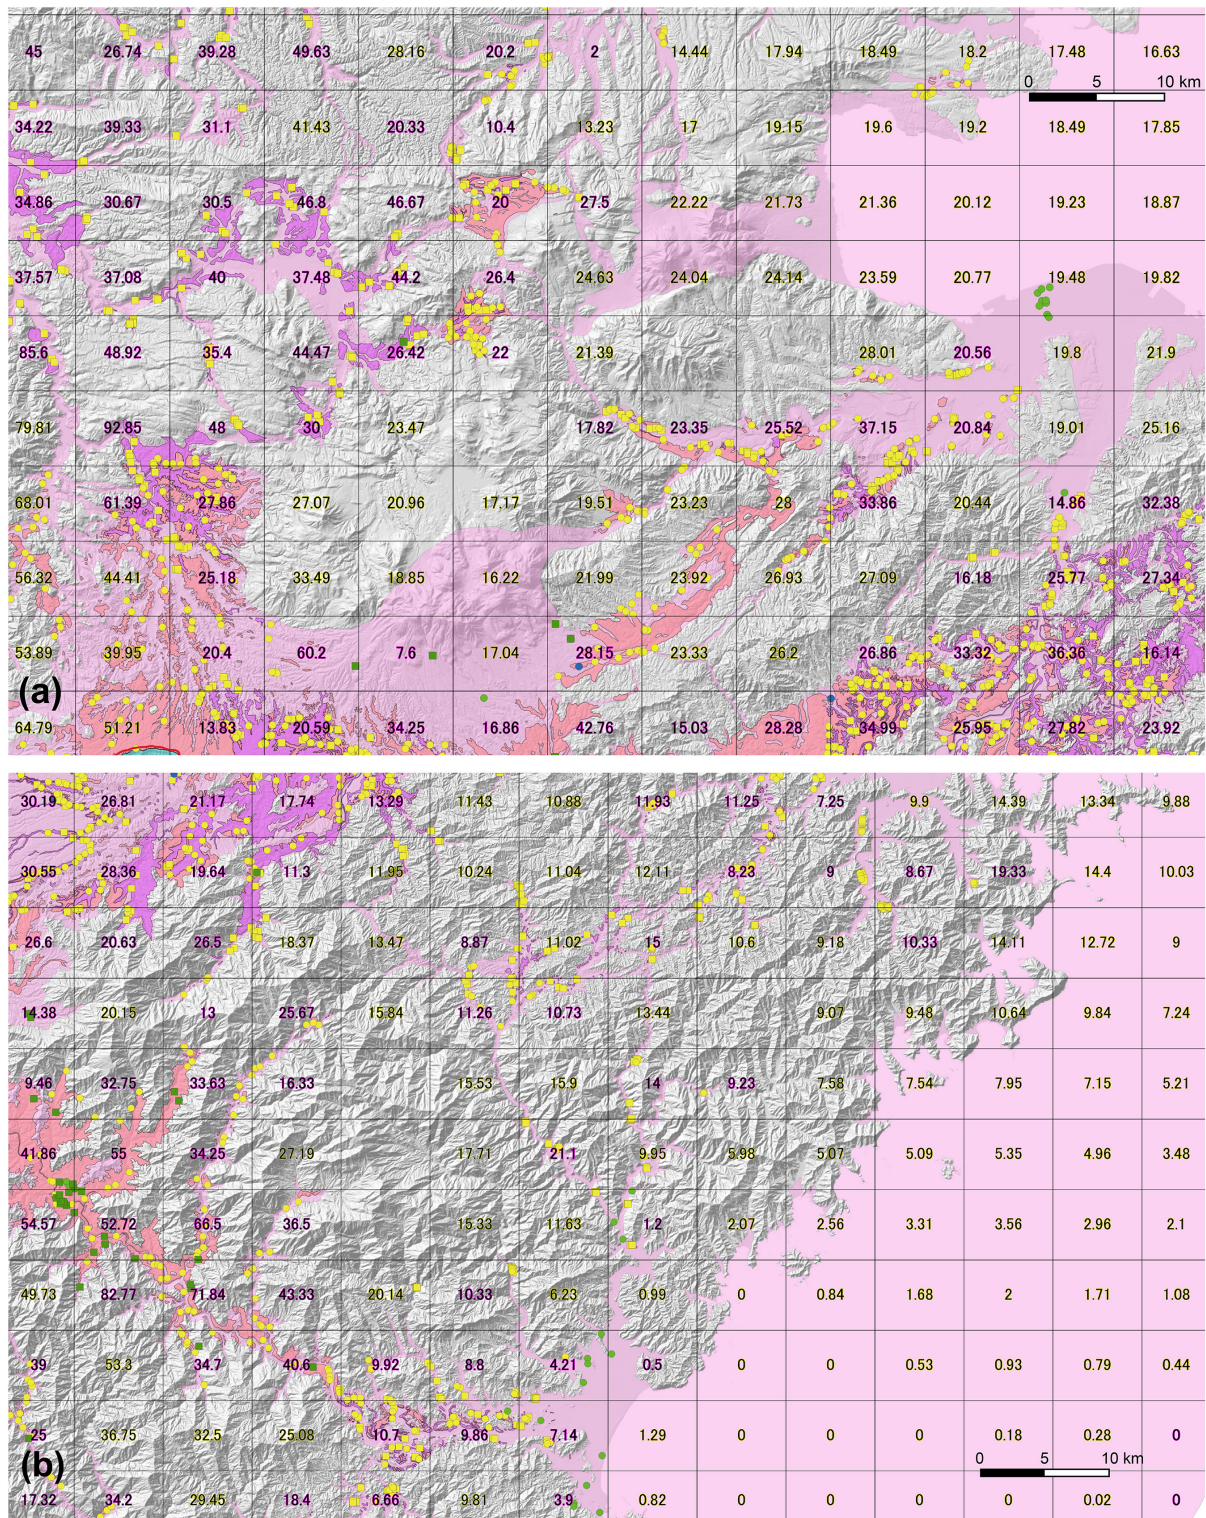 45 26.74 39.28 49.63 28.16 20.2 2 14.44 17.94 18.49 18.2 17.48 16.63
0 5 10 km
34.22 39.33 31.1 41.43 20.33 10.4 13.23 17 19.15 19.6 19.2 18.49 17.85
34.86 30.67 30.5 46.8 46.67 20 27.5 22.22 21.73 21.36 20.12 19.23 18.87
37.57 37.08 40 37.48 44.2 26.4 24.63 24.04 24.14 23.59 20.77 19.48 19.82
85.6 48.92 35.4 44.47 26.42 22 21.39 28.01 20.56 19.8 21.9
79.81 92.85 48 30 23.47 17.82 23.35 25.52 37.15 20.84 19.01 25.16
68.01 61.39 27.86 27.07 20.96 17.17 19.51 23.23 28 33.86 20.44 14.86 32.38
56.32 44.41 25.18 33.49 18.85 16.22 21.99 23.92 26.93 27.09 16.18 25.77 27.34
53.89 39.95 20.4 60.2 7.6 17.04 28.15 23.33 26.2 26.86 33.32 36.36 16.14
(a)
64.79 51.21 13.83 20.59 34.25 16.86 42.76 15.03 28.28 34.99 25.95 27.82 23.92
30.19 26.81 21.17 17.74 13.29 11.43 10.88 11.93 11.25 7.25 9.9 14.39 13.34 9.88
30.55 28.36 19.64 11.3 11.95 10.24 11.04 12.11 8.23 9 8.67 19.33 14.4 10.03
26.6 20.63 26.5 18.37 13.47 8.87 11.02 15 10.6 9.18 10.33 14.11 12.72 9
14.38 20.15 13 25.67 15.84 11.26 10.73 13.44 9.07 9.48 10.64 9.84 7.24
9.46 32.75 33.63 16.33 15.53 15.9 14 9.23 7.58 7.54 7.95 7.15 5.21
41.86 55 34.25 27.19 17.71 21.1 9.95 5.98 5.07 5.09 5.35 4.96 3.48
54.57 52.72 66.5 36.5 15.33 11.63 1.2 2.07 2.56 3.31 3.56 2.96 2.1
49.73 82.77 71.84 43.33 20.14 10.33 6.23 0.99 0 0.84 1.68 2 1.71 1.08
39 53.3 34.7 40.6 9.92 8.8 4.21 0.5 0 0 0.53 0.93 0.79 0.44
25 36.75 32.5 25.08 10.7 9.86 7.14 1.29 0 0 0 0.18 0.28 0
(b)
0 5 10 km
17.32 34.2 29.45 18.4 6.66 9.81 3.9 0.82 0 0 0 0 0.02 0